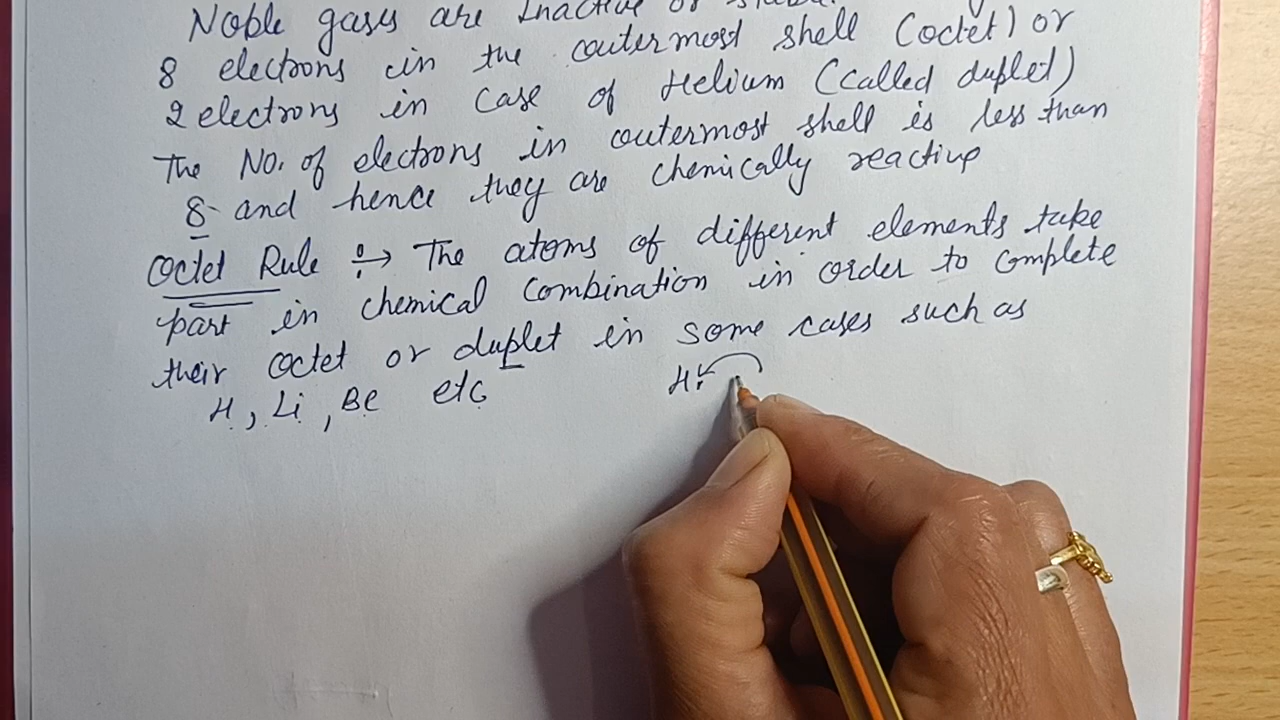 Noble gases are Inactive or
8 electrons in the outermost shell (octet) or
2 electrons in case of Helium (called duplet)
The No. of electrons in outermost shell is less than
8 and hence they are chemically reactive
Octet Rule :→ The atoms of different elements take
part in chemical combination in order to complete
their octet or duplet in some cases such as
H, Li, Be etc
H